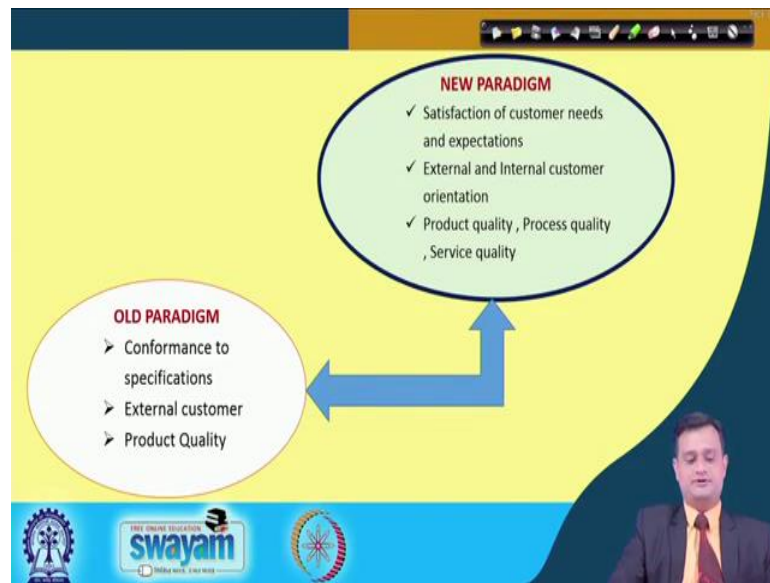 NEW PARADIGM
✓ Satisfaction of customer needs
and expectations
✓ External and Internal customer
orientation
✓ Product quality , Process quality
, Service quality
OLD PARADIGM
➢ Conformance to
specifications
➢ External customer
➢ Product Quality
FREE ONLINE EDUCATION
swayam